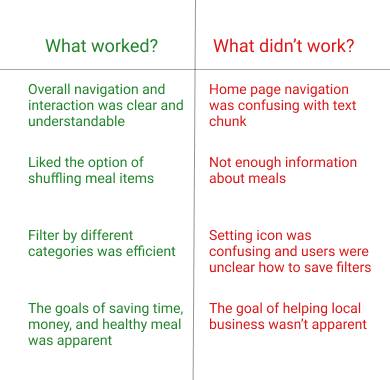 What worked?
What didn't work?
Overall navigation and
interaction was clear and
understandable
Home page navigation
was confusing with text
chunk
Liked the option of
shuffling meal items
Not enough information
about meals
Filter by different
categories was efficient
Setting icon was
confusing and users were
unclear how to save filters
The goals of saving time,
money, and healthy meal
was apparent
The goal of helping local
business wasn't apparent